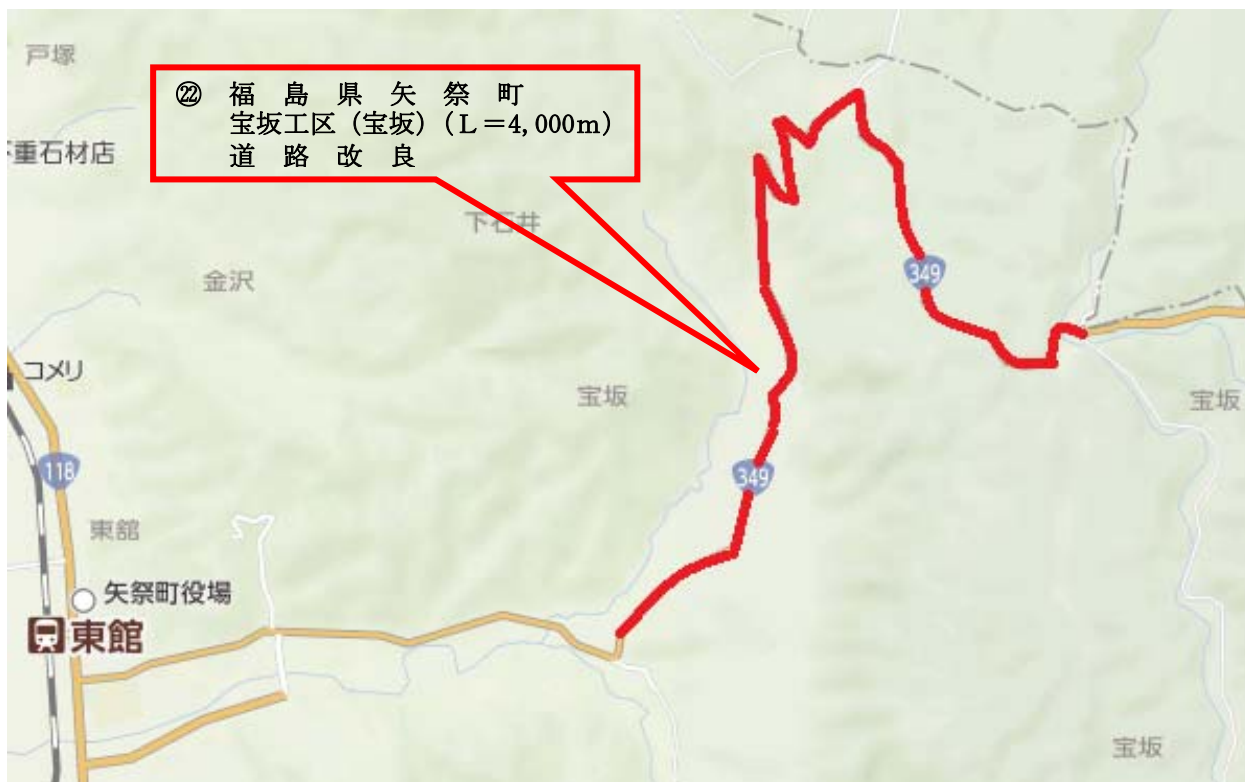 戸塚
㉒ 福島県矢祭町
宝坂工区（宝坂）（L＝4,000m）
道路改良
重石材店
下石井
金沢
349
コメリ
宝坂
宝坂
118
349
東舘
矢祭町役場
東館
宝坂